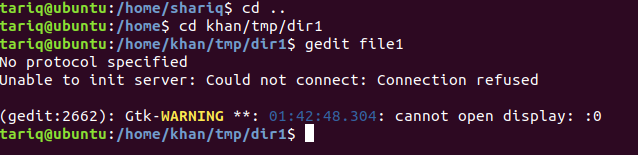 tariq@ubuntu:/home/shariq$ cd ..
tariq@ubuntu:/home$ cd khan/tmp/dir1
tariq@ubuntu:/home/khan/tmp/dir1$ gedit file1
No protocol specified
Unable to init server: Could not connect: Connection refused
(gedit:2662): Gtk-WARNING **: 01:42:48.304: cannot open display: :0
tariq@ubuntu:/home/khan/tmp/dir1$